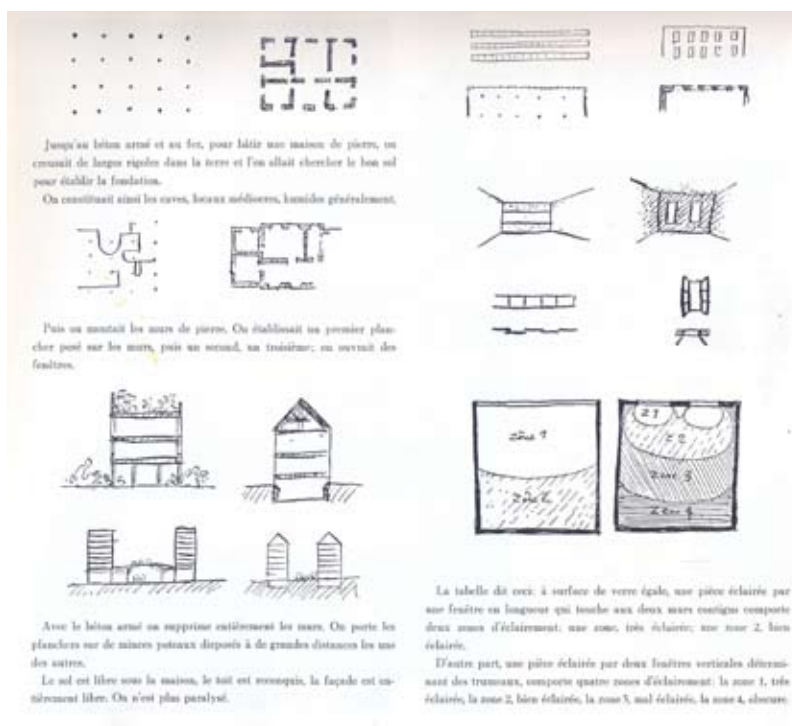 Jusqu'au béton armé et au fer, pour bâtir une maison de pierre, on
creusait de larges rigoles dans la terre et l'on allait chercher le bon sol
pour établir la fondation.
On constituait ainsi les caves, locaux médiocres, humides généralement.
Puis on montait les murs de pierre. On établissait un premier plan-
cher posé sur les murs, puis un second, un troisième; on ouvrait des
fenêtres.
Avec le béton armé on supprime entièrement les murs. On porte les
planchers sur de minces poteaux disposés à de grandes distances les uns
des autres.
Le sol est libre sous la maison, le toit est reconquis, la façade est en-
tièrement libre. On n'est plus paralysé.
zône 1
zône 2
Z 1
Z 2
Zone 3
Zone 4
La tabelle dit ceci: à surface de verre égale, une pièce éclairée par
une fenêtre en longueur qui touche aux deux murs contigus comporte
deux zones d'éclairement: une zone, très éclairée; une zone 2, bien
éclairée.
D'autre part, une pièce éclairée par deux fenêtres verticales détermi-
nant des trumeaux, comporte quatre zones d'éclairement: la zone 1, très
éclairée, la zone 2, bien éclairée, la zone 3, mal éclairée, la zone 4, obscure.